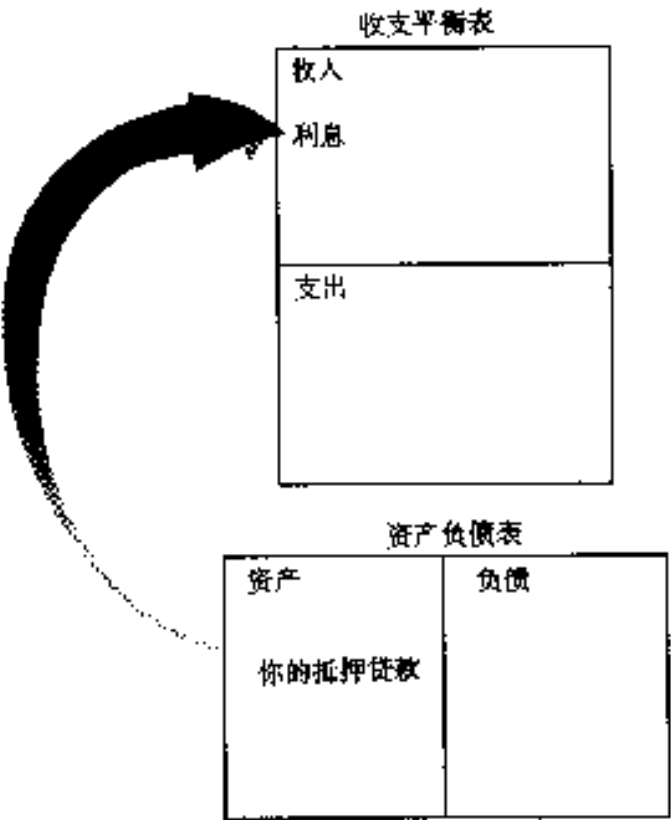 收支平衡表
收入
利息
支出
资产负债表
资产
负债
你的抵押贷款